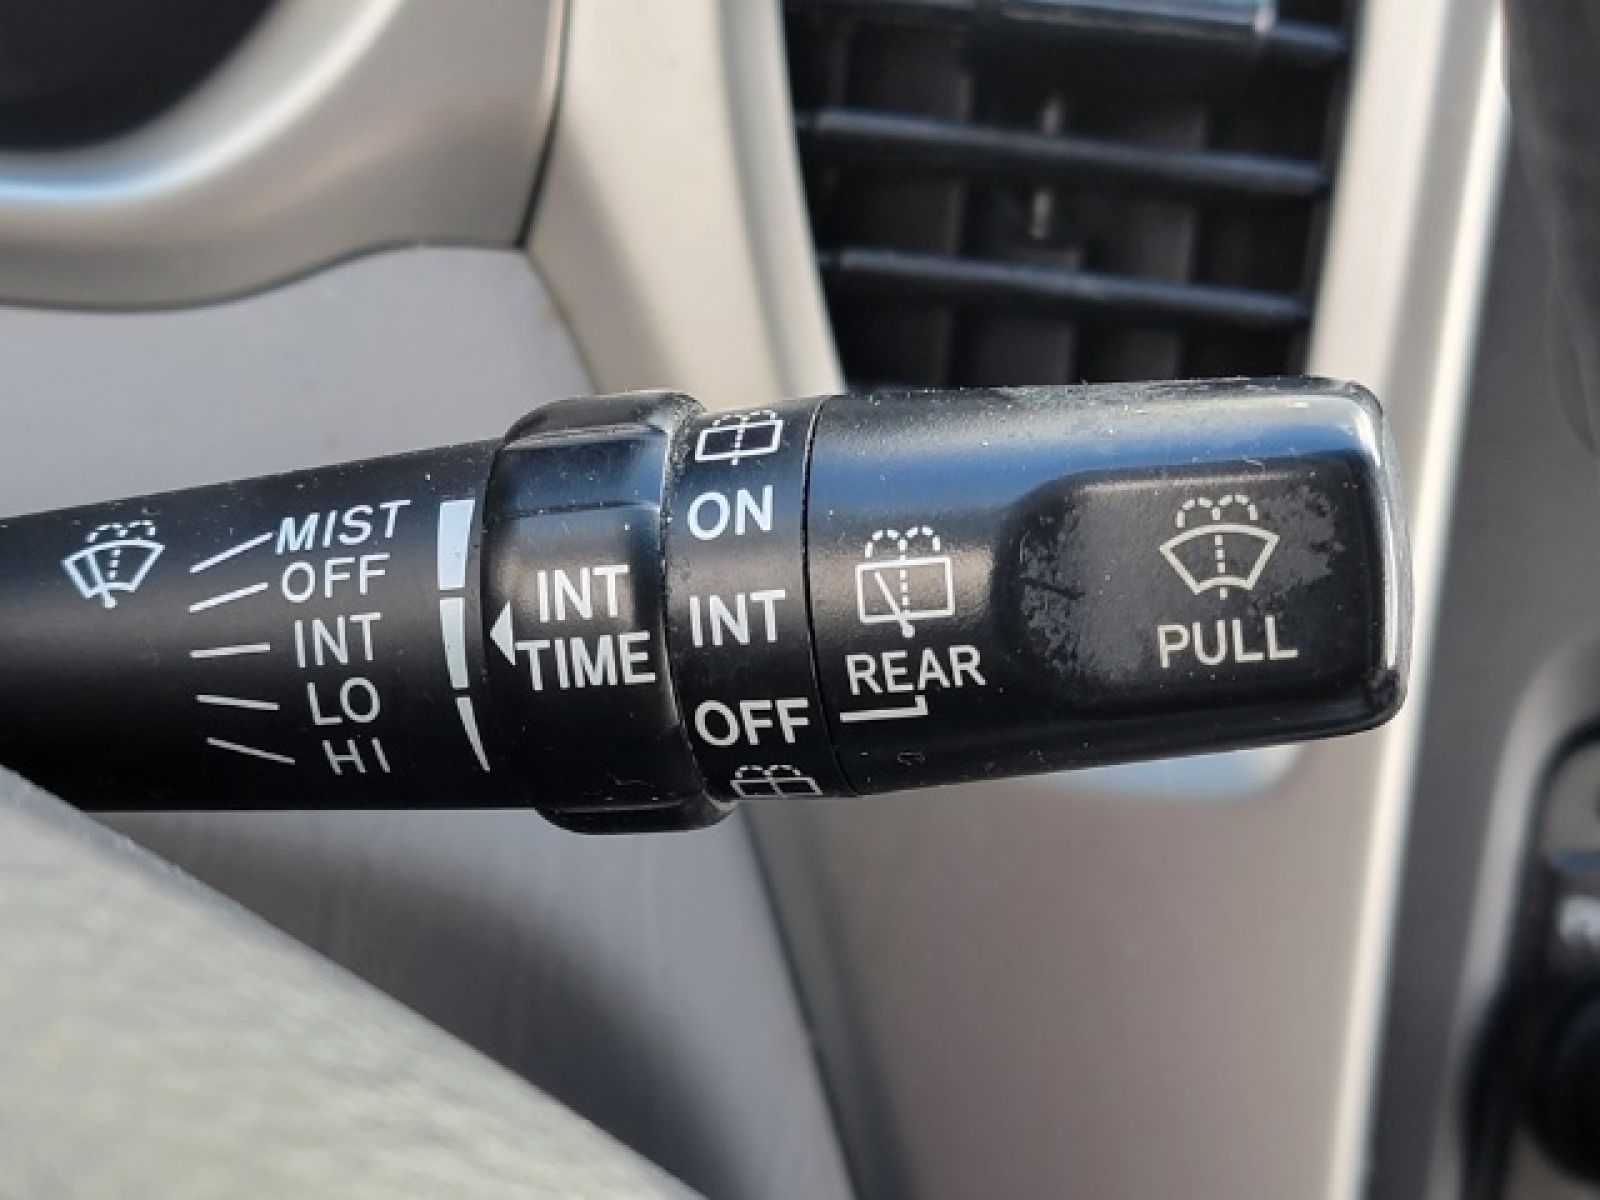 MIST
OFF
INT
LO
HI
INT
TIME
ON
INT
OFF
REAR
PULL